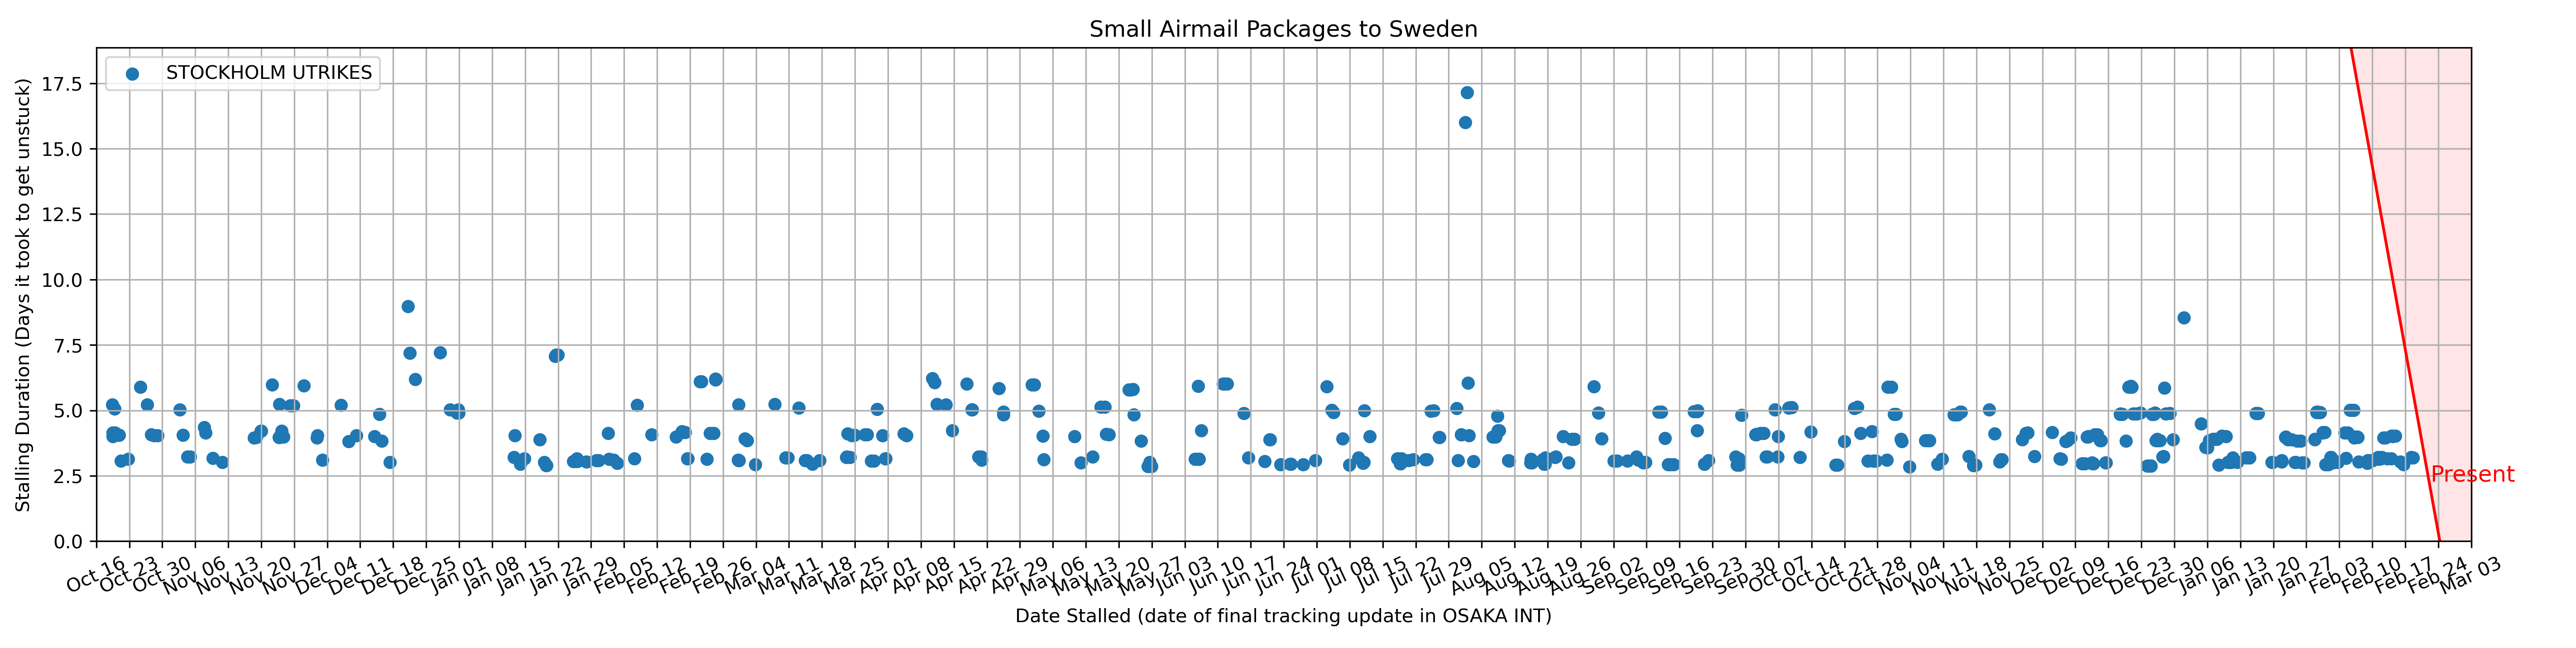 Small Airmail Packages to Sweden
STOCKHOLM UTRIKES
Stalling Duration (Days it took to get unstuck)
17.5
15.0
12.5
10.0
7.5
5.0
2.5
0.0
Present
Oct 16 Oct 23 Oct 30 Nov 06 Nov 13 Nov 20 Nov 27 Dec 04 Dec 11 Dec 18 Dec 25 Jan 01 Jan 08 Jan 15 Jan 22 Jan 29 Feb 05 Feb 12 Feb 19 Feb 26 Mar 04 Mar 11 Mar 18 Mar 25 Apr 01 Apr 08 Apr 15 Apr 22 Apr 29 May 06 May 13 May 20 May 27 Jun 03 Jun 10 Jun 17 Jun 24 Jul 01 Jul 08 Jul 15 Jul 22 Jul 29 Aug 05 Aug 12 Aug 19 Aug 26 Sep 02 Sep 09 Sep 16 Sep 23 Sep 30 Oct 07 Oct 14 Oct 21 Oct 28 Nov 04 Nov 11 Nov 18 Nov 25 Dec 02 Dec 09 Dec 16 Dec 23 Dec 30 Jan 06 Jan 13 Jan 20 Jan 27 Feb 03 Feb 10 Feb 17 Feb 24 Mar 03
Date Stalled (date of final tracking update in OSAKA INT)